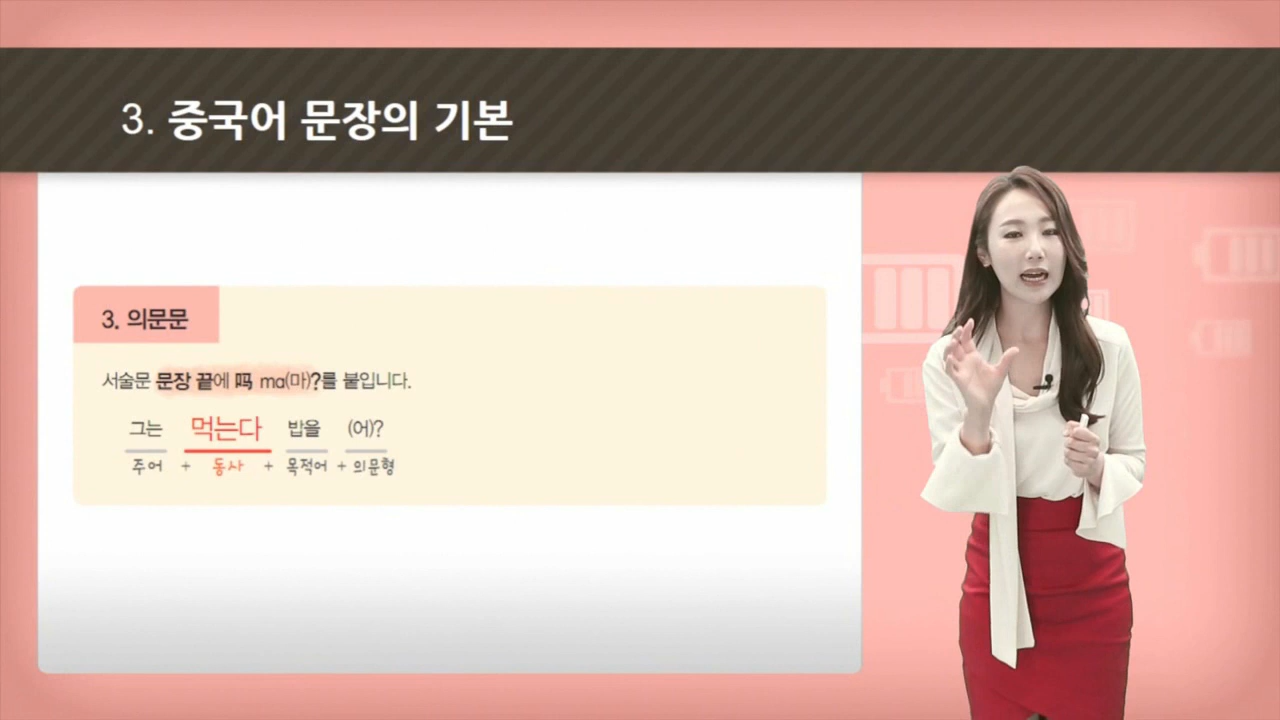 3. 중국어 문장의 기본
3. 의문문
서술문 문장 끝에 吗 ma(마)?를 붙입니다.
그는 먹는다 밥을 (어)?
주어 + 동사 + 목적어 + 의문형